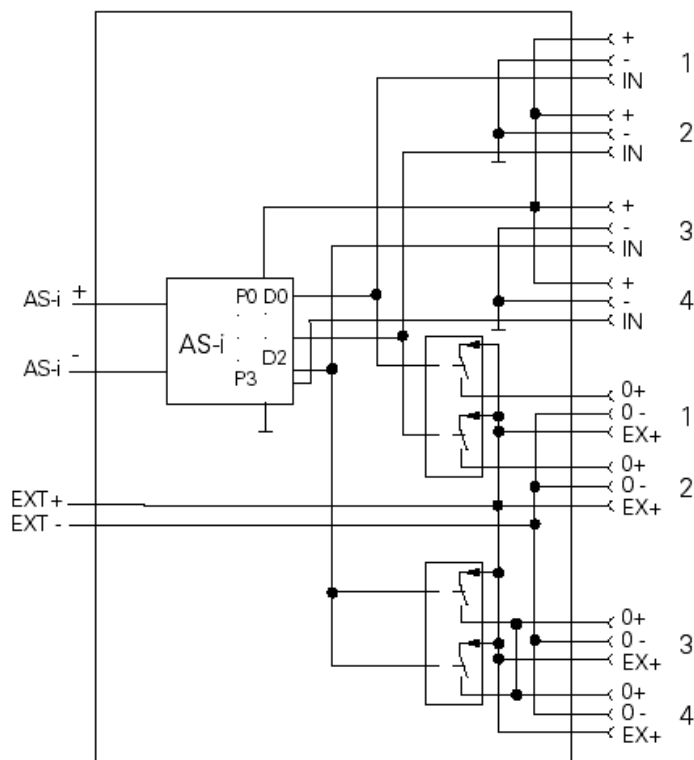 +
-
1
IN
+
-
2
IN
+
-
3
IN
AS-i +
P0 D0
+
-
4
IN
AS-i
D2
P3
AS-i -
0+
0-
1
EX+
0+
0-
2
EX+
EXT+
EXT-
0+
0-
3
EX+
0+
0-
4
EX+